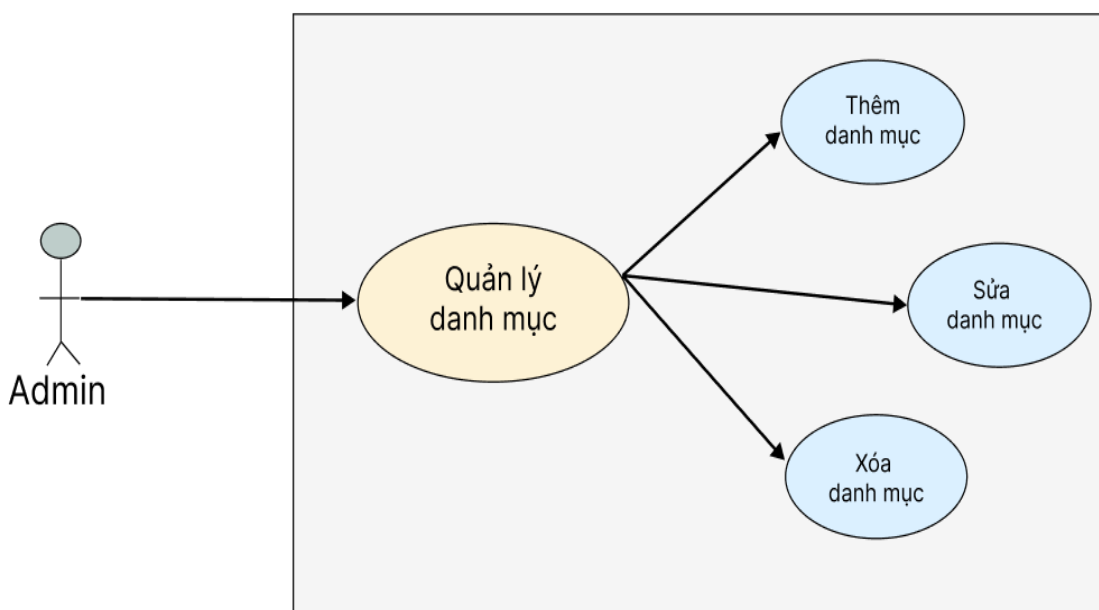 Thêm
danh mục
Quản lý
danh mục
Sửa
danh mục
Admin
Xóa
danh mục